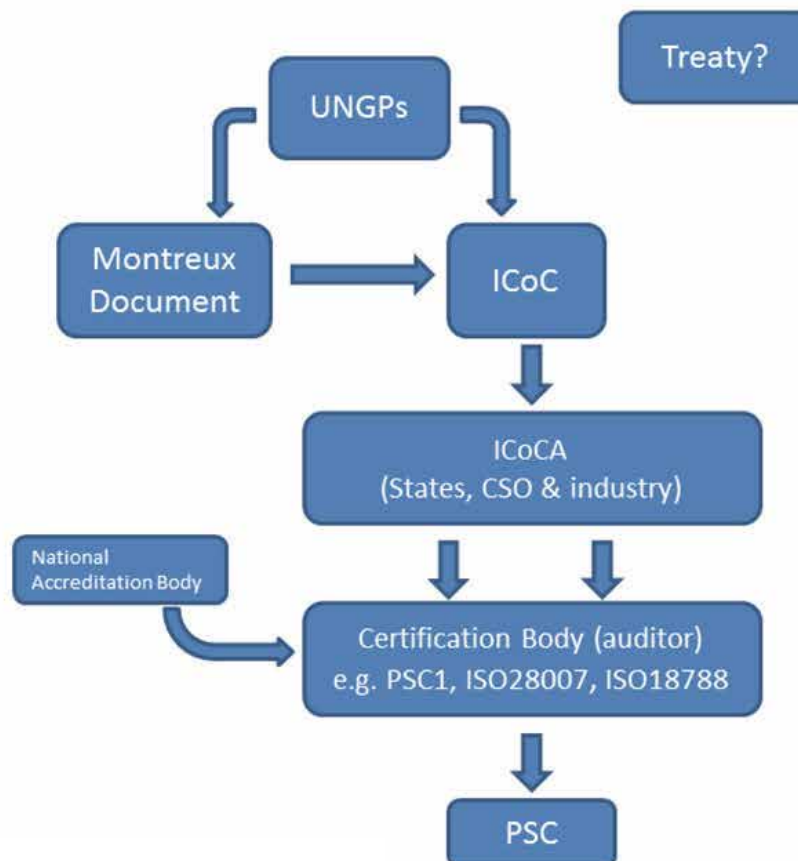 Treaty?
UNGPs
Montreux
Document
ICoC
ICoCA
(States, CSO & industry)
National
Accreditation Body
Certification Body (auditor)
e.g. PSC1, ISO28007, ISO18788
PSC